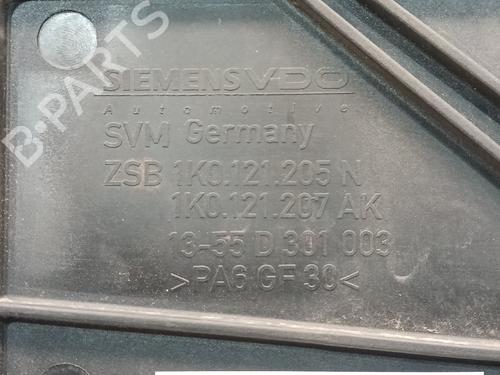 B-PARTS
SIEMENS VDO
Automotive
SVM Germany
ZSB 1K0.121.205 N
1K0.121.207 AK
13-55 D 301 003
>PA6 GF 30<